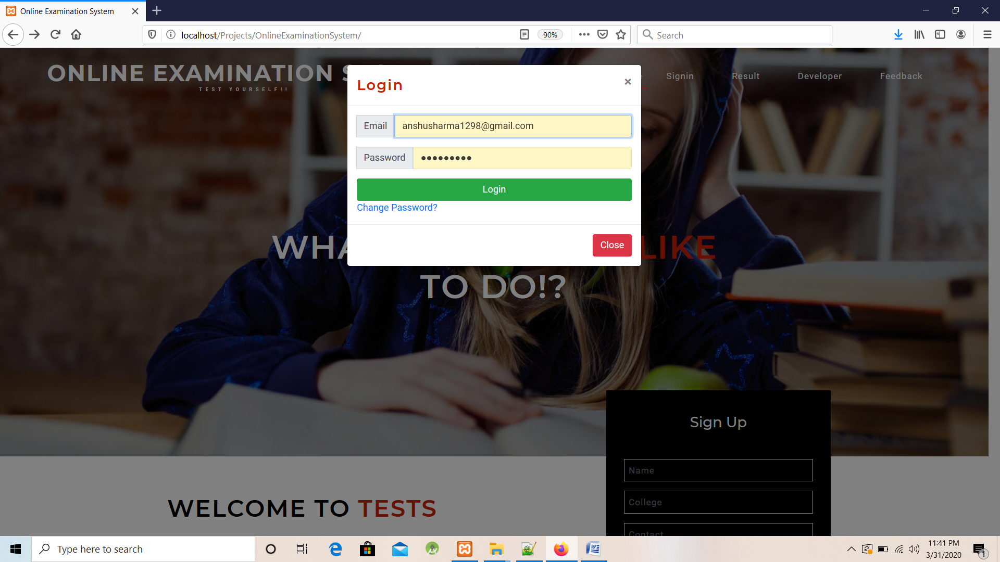 Online Examination System
localhost/Projects/OnlineExaminationSystem/
90%
Search
ONLINE EXAMINATION S
TEST YOURSELF!!
Signin
Result
Developer
Feedback
Login
×
Email
anshusharma1298@gmail.com
Password
Login
Change Password?
Close
WHA
LIKE
TO DO!?
Sign Up
Name
College
Contact
WELCOME TO TESTS
Type here to search
11:41 PM
3/31/2020
1